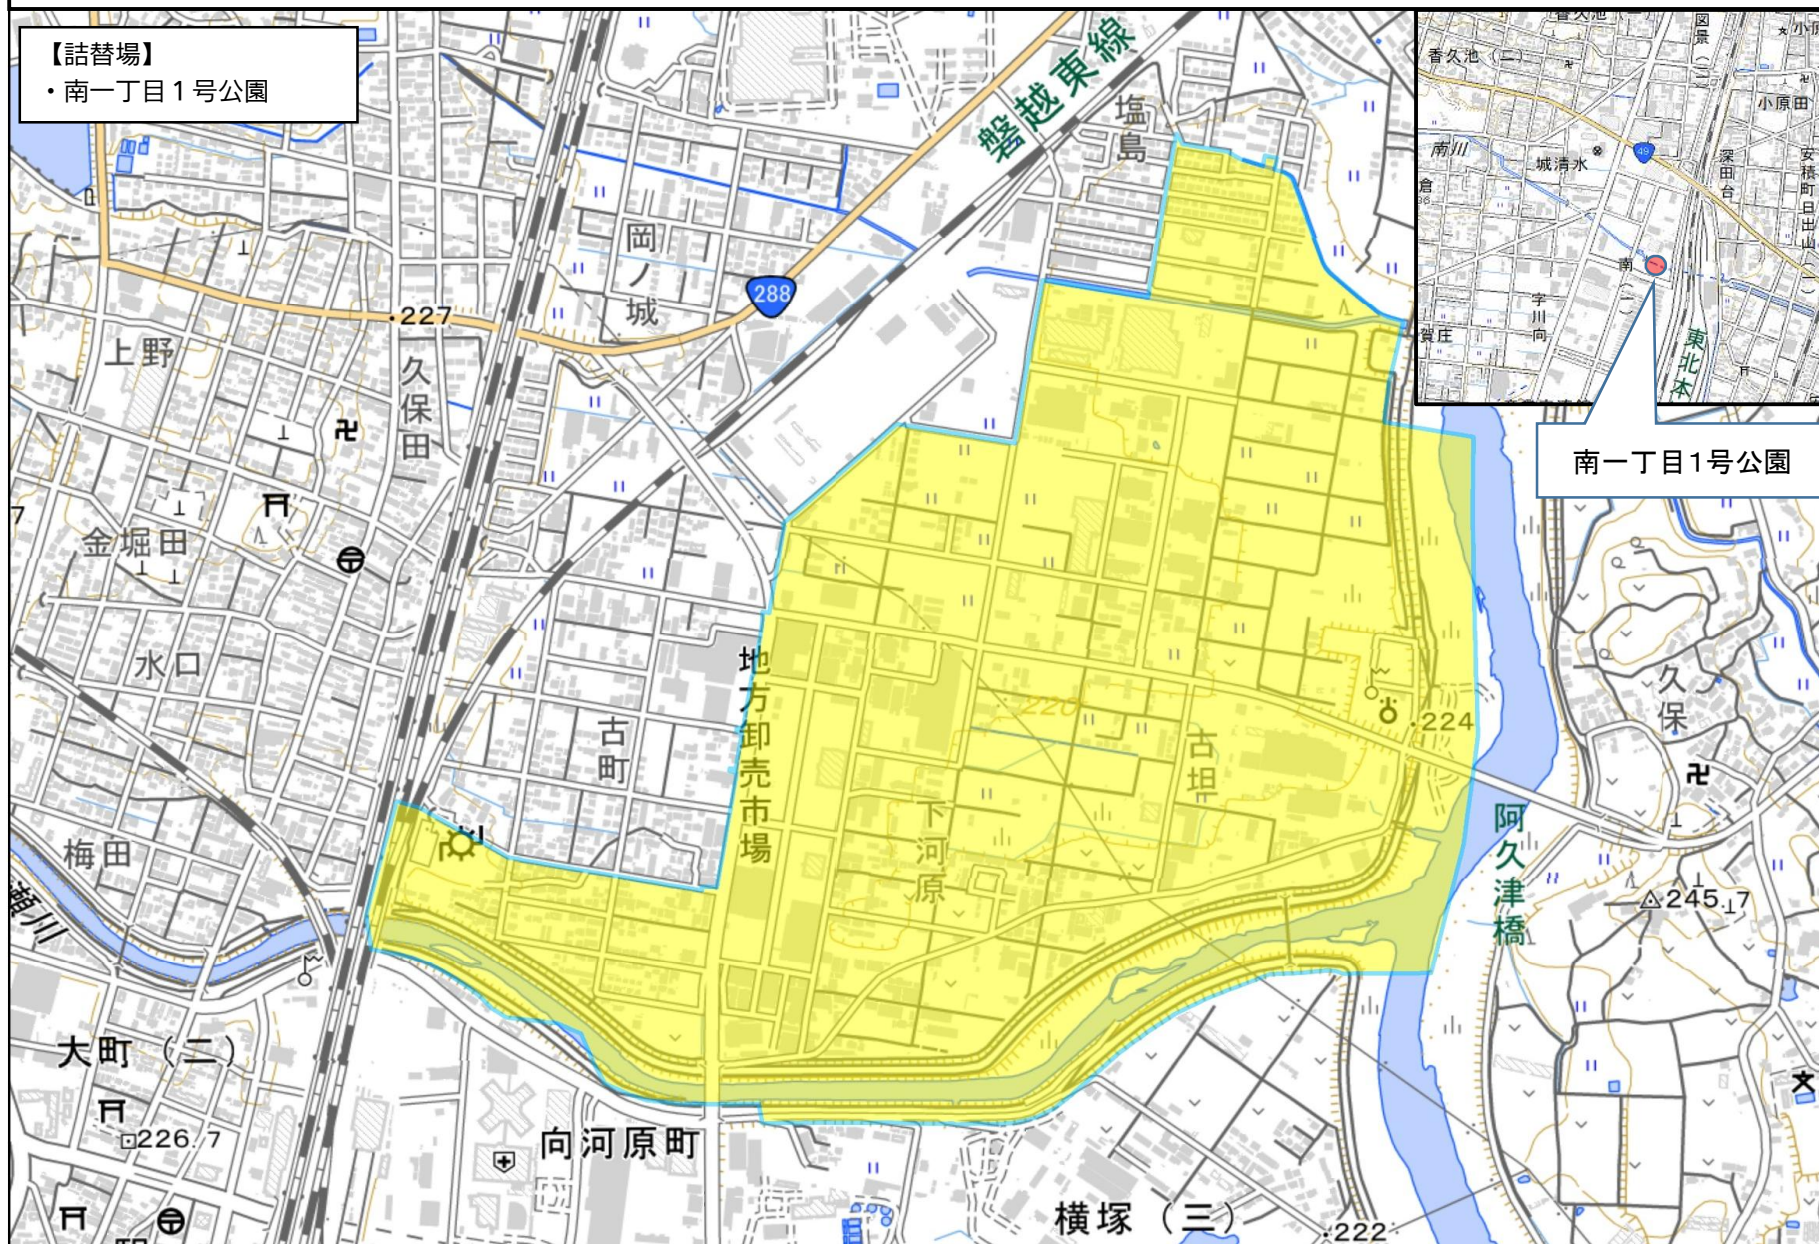 【詰替場】
・南一丁目1号公園
磐越東線
塩島
岡ノ城
288
227
上野
久保田
金堀田
水口
古町
地方卸売市場
220
224
古坦
下河原
梅田
瀬川
阿久津橋
久保
245.7
大町(二)
226.7
向河原町
横塚(三)
222
香久池(二)
小原田
南川
城清水
49
深田台
安積町日出山(一)
南(一)
字川向
賀庄
東北本
南一丁目1号公園